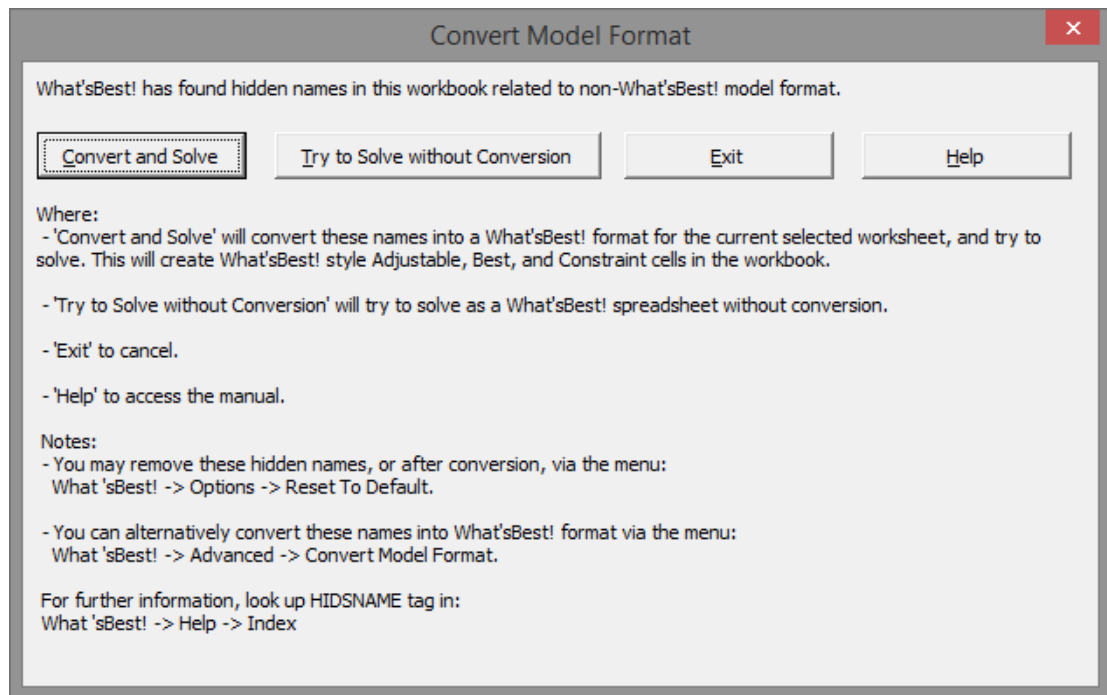 Convert Model Format
What'sBest! has found hidden names in this workbook related to non-What'sBest! model format.
Convert and Solve Try to Solve without Conversion Exit Help
Where:
- 'Convert and Solve' will convert these names into a What'sBest! format for the current selected worksheet, and try to
solve. This will create What'sBest! style Adjustable, Best, and Constraint cells in the workbook.
- 'Try to Solve without Conversion' will try to solve as a What'sBest! spreadsheet without conversion.
- 'Exit' to cancel.
- 'Help' to access the manual.
Notes:
- You may remove these hidden names, or after conversion, via the menu:
What 'sBest! -> Options -> Reset To Default.
- You can alternatively convert these names into What'sBest! format via the menu:
What 'sBest! -> Advanced -> Convert Model Format.
For further information, look up HIDSNAME tag in:
What 'sBest! -> Help -> Index